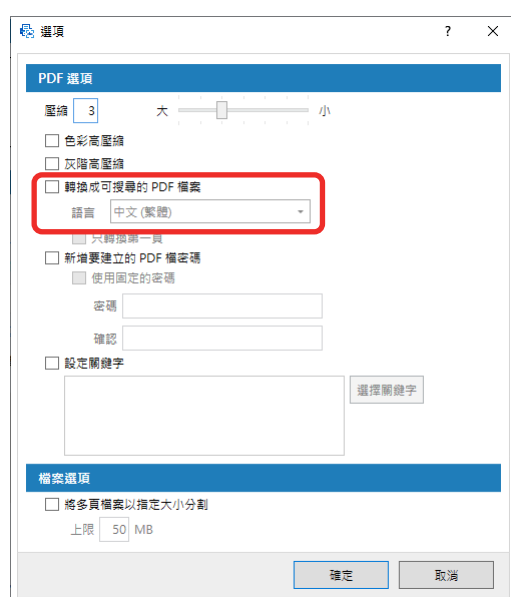 選項
?
PDF 選項
壓縮 3 大 小
色彩高壓縮
灰階高壓縮
轉換成可搜尋的 PDF 檔案
語言 中文 (繁體)
只轉換第一頁
新增要建立的 PDF 檔密碼
使用固定的密碼
密碼
確認
設定關鍵字
選擇關鍵字
檔案選項
將多頁檔案以指定大小分割
上限 50 MB
確定 取消